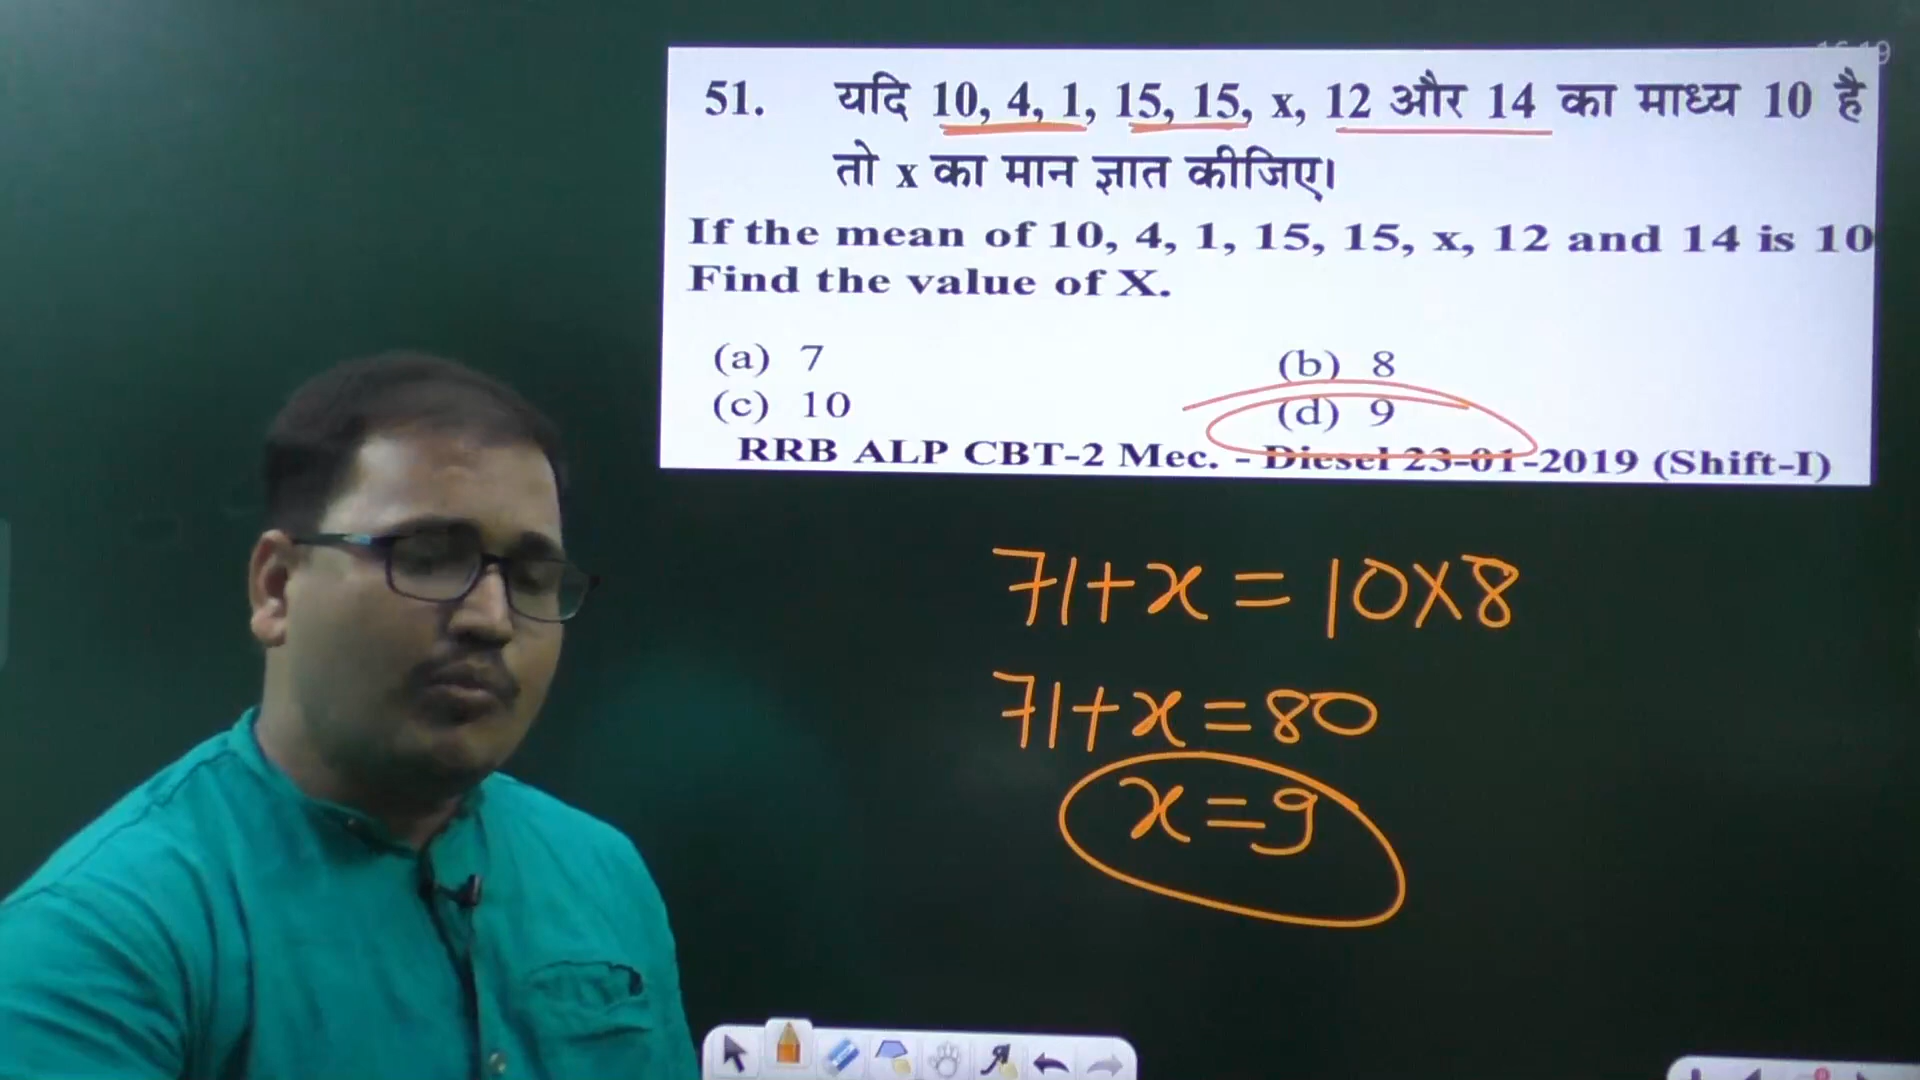 51. यदि 10, 4, 1, 15, 15, x, 12 और 14 का माध्य 10 है
तो x का मान ज्ञात कीजिए।
If the mean of 10, 4, 1, 15, 15, x, 12 and 14 is 10
Find the value of X.
(a) 7 (b) 8
(c) 10 (d) 9
RRB ALP CBT-2 Mec. - Diesel 23-01-2019 (Shift-I)
71+x=10×8
71+x=80
x=9